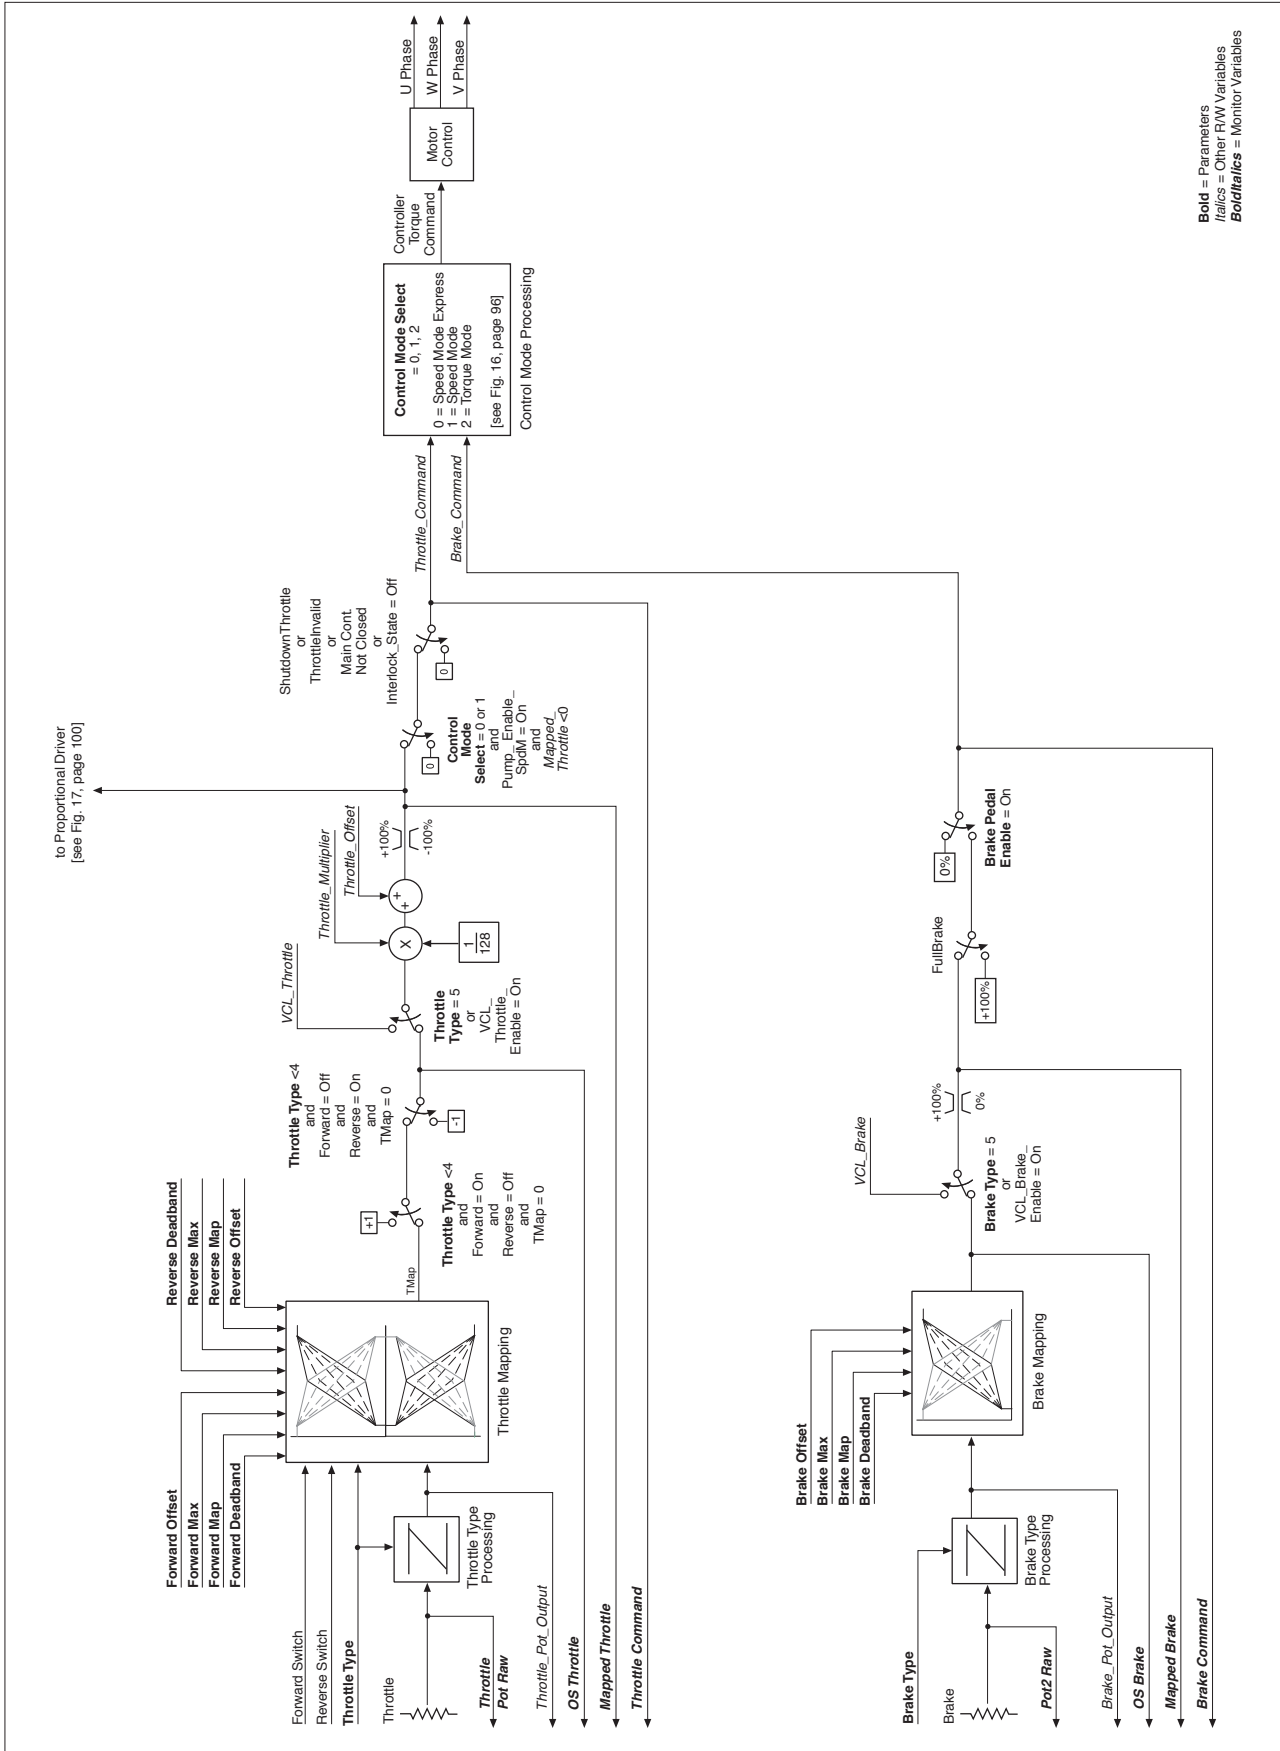 Forward Offset
Forward Max
Forward Map
Forward Deadband
Reverse Deadband
Reverse Max
Reverse Map
Reverse Offset
Forward Switch
Reverse Switch
Throttle Type
Throttle
Throttle Type
Processing
Throttle Mapping
TMap
+1
Throttle Type <4
and
Forward = On
and
Reverse = Off
and
TMap = 0
Throttle Type <4
and
Forward = Off
and
Reverse = On
and
TMap = 0
-1
VCL_Throttle
Throttle
Type = 5
or
VCL_
Throttle_
Enable = On
Throttle_Multiplier
Throttle_Offset
X
1
128
+
+
+100%
-100%
to Proportional Driver
[see Fig. 17, page 100]
0
Control
Mode
Select = 0 or 1
and
Pump_Enable_
SpdM = On
and
Mapped_
Throttle <0
ShutdownThrottle
or
ThrottleInvalid
or
Main Cont.
Not Closed
or
Interlock_State = Off
0
Throttle_Command
Brake_Command
Control Mode Select
= 0, 1, 2
0 = Speed Mode Express
1 = Speed Mode
2 = Torque Mode
[see Fig. 16, page 96]
Control Mode Processing
Controller
Torque
Command
Motor
Control
U Phase
W Phase
V Phase
Throttle
Pot Raw
Throttle_Pot_Output
OS Throttle
Mapped Throttle
Throttle Command
Brake Offset
Brake Max
Brake Map
Brake Deadband
Brake Type
Brake
Brake Type
Processing
Brake Mapping
VCL_Brake
Brake Type = 5
or
VCL_Brake_
Enable = On
+100%
0%
FullBrake
+100%
0%
Brake Pedal
Enable = On
Pot2 Raw
Brake_Pot_Output
OS Brake
Mapped Brake
Brake Command
Bold = Parameters
Italics = Other R/W Variables
BoldItalics = Monitor Variables